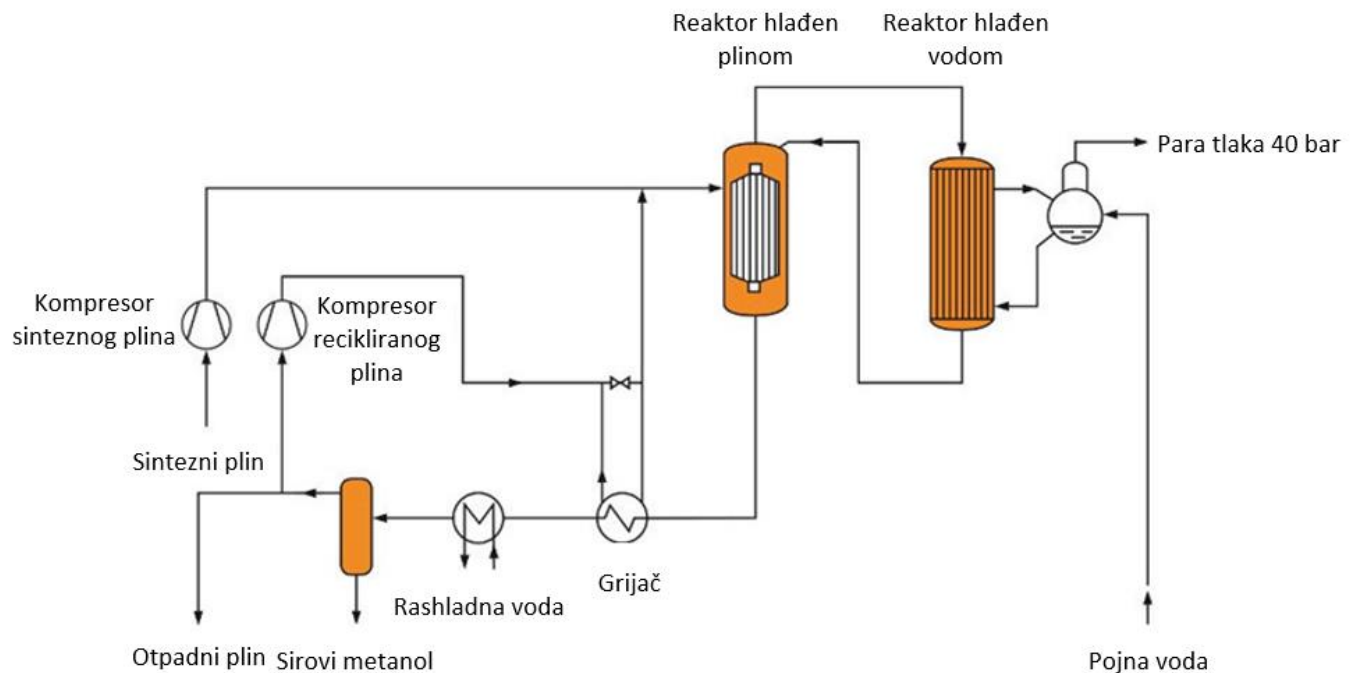 Reaktor hlađen
plinom
Reaktor hlađen
vodom
Para tlaka 40 bar
Kompresor
sinteznog plina
Kompresor
recikliranog
plina
Sintezni plin
Grijač
Rashladna voda
Otpadni plin
Sirovi metanol
Pojna voda